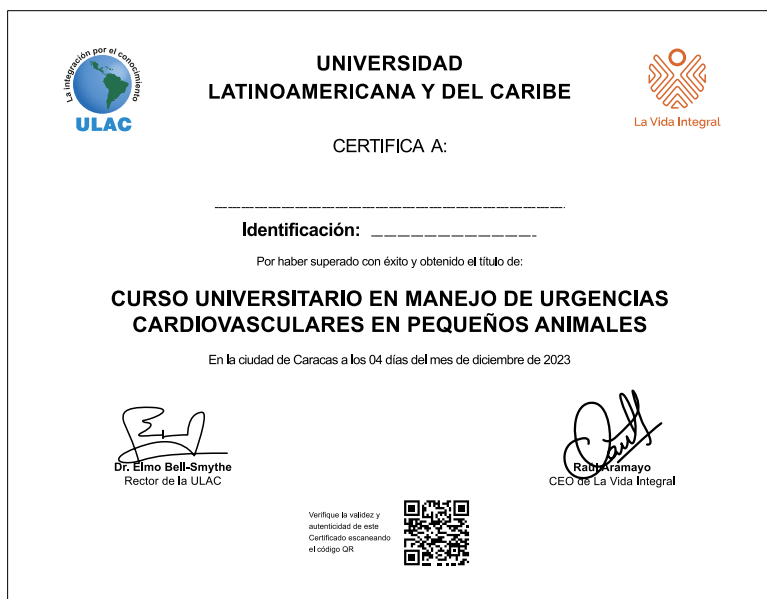 La integración por el conocimiento
ULAC
UNIVERSIDAD
LATINOAMERICANA Y DEL CARIBE
La Vida Integral
CERTIFICA A:
Identificación:
Por haber superado con éxito y obtenido el título de:
CURSO UNIVERSITARIO EN MANEJO DE URGENCIAS
CARDIOVASCULARES EN PEQUEÑOS ANIMALES
En la ciudad de Caracas a los 04 días del mes de diciembre de 2023
Dr. Elmo Bell-Smythe
Rector de la ULAC
Raúl Aramayo
CEO de La Vida Integral
Verifique la validez y
autenticidad de este
Certificado escaneando
el código QR